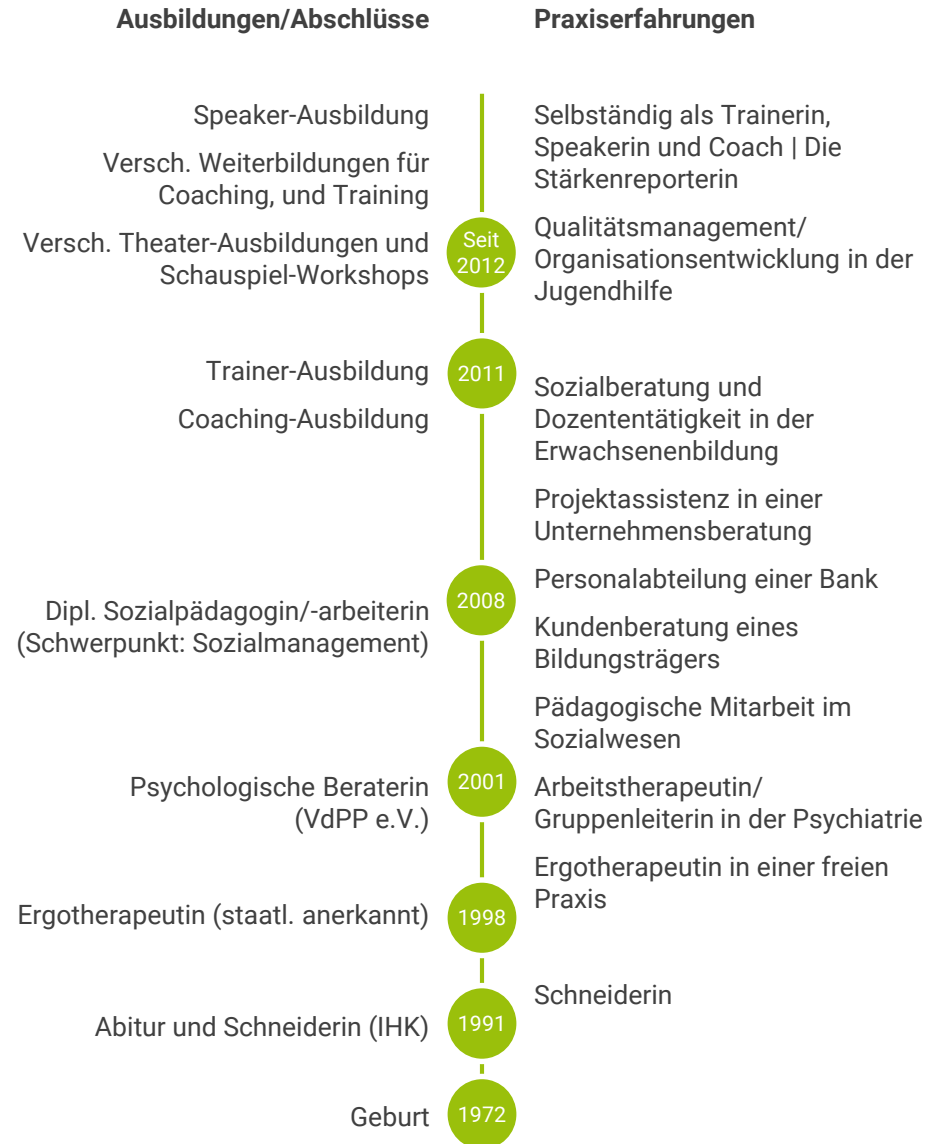 Ausbildungen/Abschlüsse
Praxiserfahrungen
Speaker-Ausbildung
Versch. Weiterbildungen für
Coaching, und Training
Versch. Theater-Ausbildungen und
Schauspiel-Workshops
Seit
2012
Selbständig als Trainerin,
Speakerin und Coach | Die
Stärkenreporterin
Qualitätsmanagement/
Organisationsentwicklung in der
Jugendhilfe
Trainer-Ausbildung
Coaching-Ausbildung
2011
Sozialberatung und
Dozententätigkeit in der
Erwachsenenbildung
Projektassistenz in einer
Unternehmensberatung
Dipl. Sozialpädagogin/-arbeiterin
(Schwerpunkt: Sozialmanagement)
2008
Personalabteilung einer Bank
Kundenberatung eines
Bildungsträgers
Pädagogische Mitarbeit im
Sozialwesen
Psychologische Beraterin
(VdPP e.V.)
2001
Arbeitstherapeutin/
Gruppenleiterin in der Psychiatrie
Ergotherapeutin in einer freien
Praxis
Ergotherapeutin (staatl. anerkannt)
1998
Schneiderin
Abitur und Schneiderin (IHK)
1991
Geburt
1972